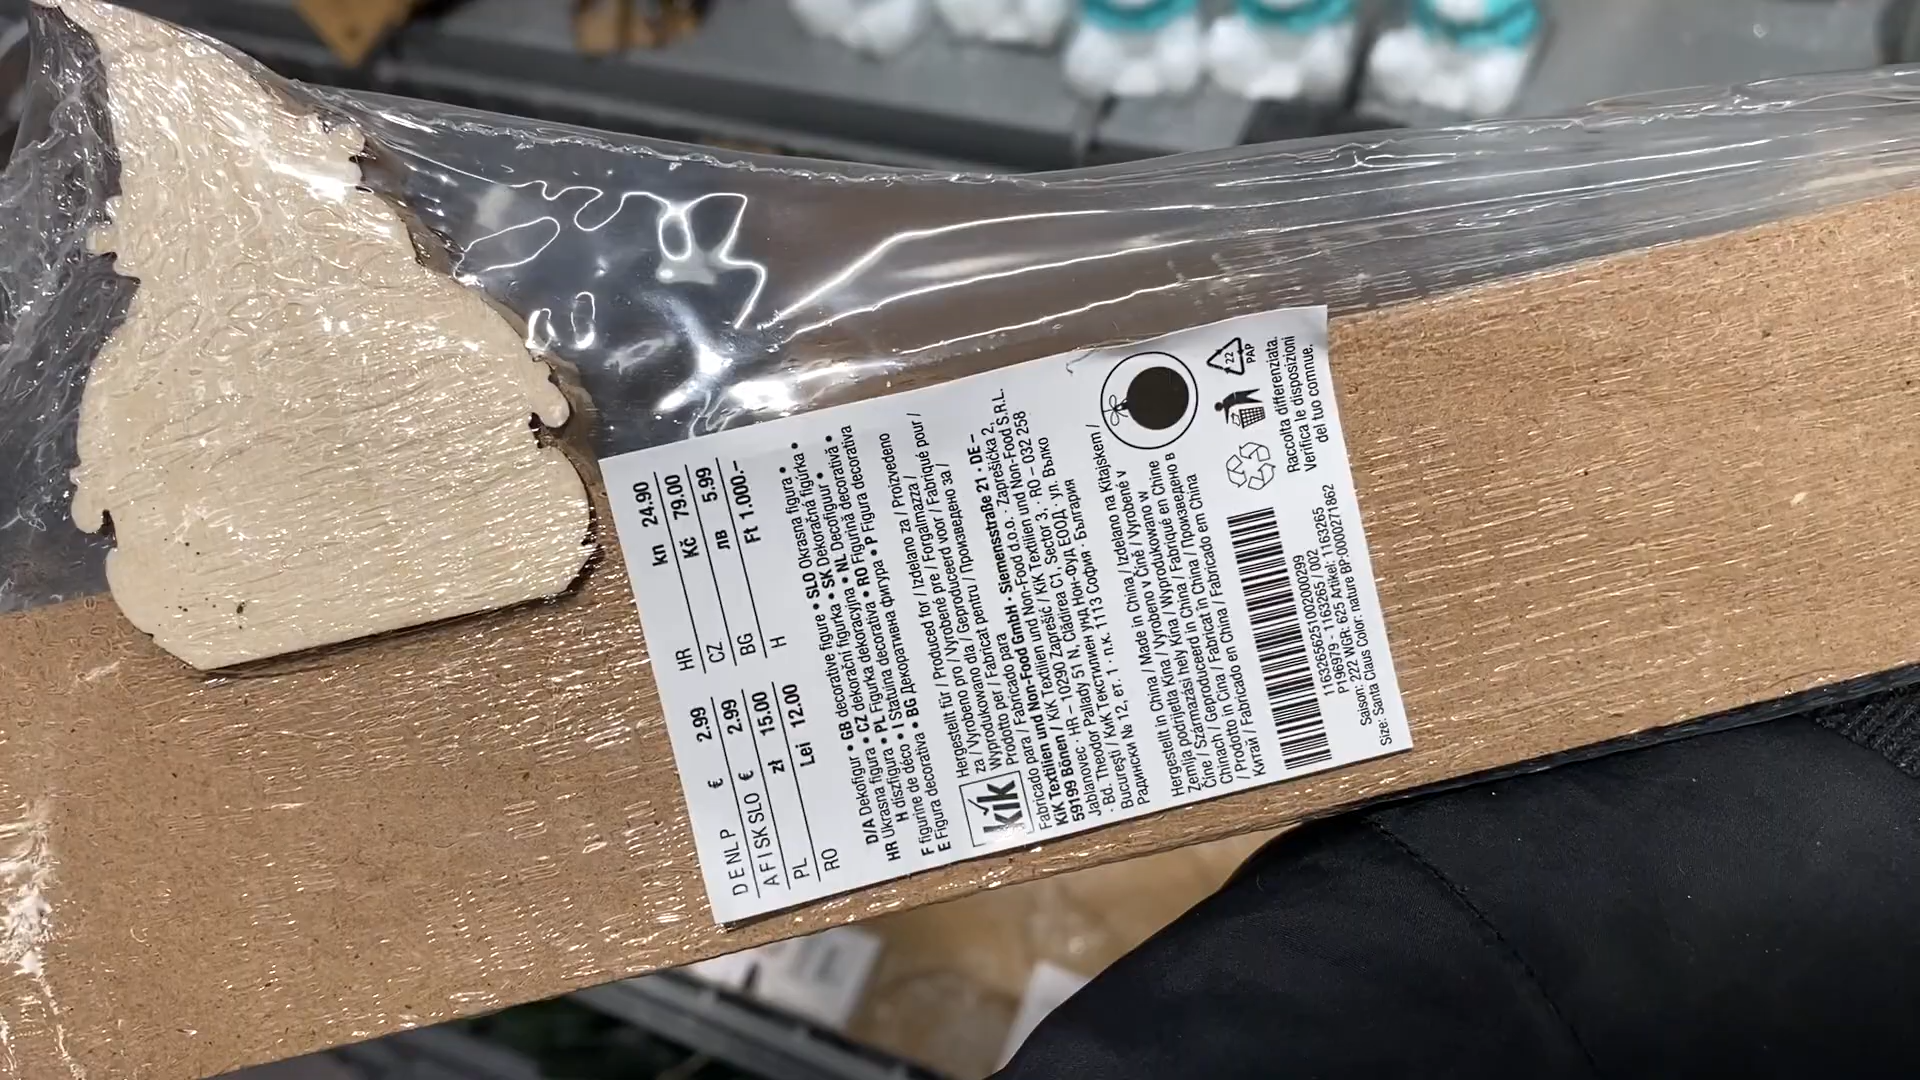 D E NL P € 2.99
A F I SK SLO € 2.99
PL zł 15.00
RO Lei 12.00
HR kn 24.90
CZ Kč 79.00
BG лв 5.99
H Ft 1.000.–
D/A Dekofigur • GB decorative figure • SLO Okrasna figura •
HR Ukrasna figura • CZ dekorační figurka • SK Dekoračná figúrka •
H díszfigura • PL Figurka dekoracyjna • NL Decofiguur •
F figurine de déco • I Statuina decorativa • RO Figurină decorativă •
E Figura decorativa • BG Декоративна фигура • P Figura decorativa
Hergestellt für / Produced for / Izdelano za / Proizvedeno
za / Vyrobeno pro / Vyrobené pre / Forgalmazza /
Wyprodukowano dla / Geproduceerd voor / Fabriqué pour /
Prodotto per / Fabricat pentru / Произведено за /
Fabricado para / Fabricado para
kik
KiK Textilien und Non-Food GmbH · Siemensstraße 21 · DE –
59199 Bönen / KiK Textilien und Non-Food d.o.o. · Zaprešićka 2,
Jablanovec · HR – 10290 Zaprešić / KiK Textilien und Non-Food S.R.L.
· Bd. Theodor Pallady 51 N, Clădirea C1, Sector 3, · RO – 032 258
București / КиК Текстилиен унд Нон-Фуд ЕООД · ул. Вълко
Радински № 12, ет. 1 · п.к. 1113 София · България
Hergestellt in China / Made in China / Izdelano na Kitajskem /
Zemlja podrijetla Kina / Vyrobeno v Číně / Vyrobené v
Číne / Származási hely Kína / Wyprodukowano w
Chinach / Geproduceerd in China / Fabriqué en Chine
/ Prodotto in Cina / Fabricat în China / Произведено в
Китай / Fabricado en China / Fabricado em China
22
PAP
Raccolta differenziata.
Verifica le disposizioni
del tuo comnue.
1163265625100200299
P196979 - 1163265 / 002
Saison: 222 WGR: 625 Artikel: 1163265
Size: Santa Claus Color: nature BP:0000271862